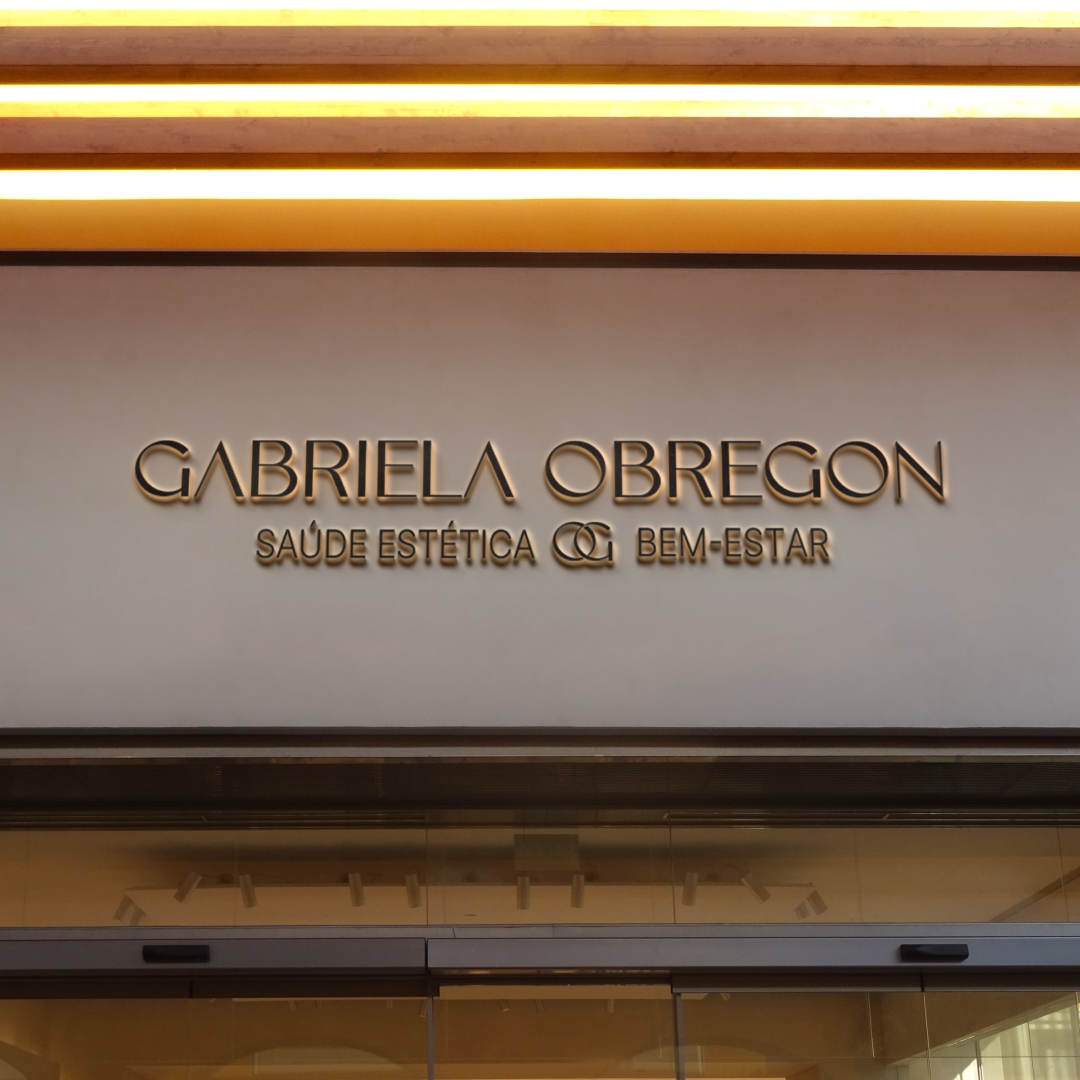 GABRIELA OBREGON
SAÚDE ESTÉTICA OG BEM-ESTAR